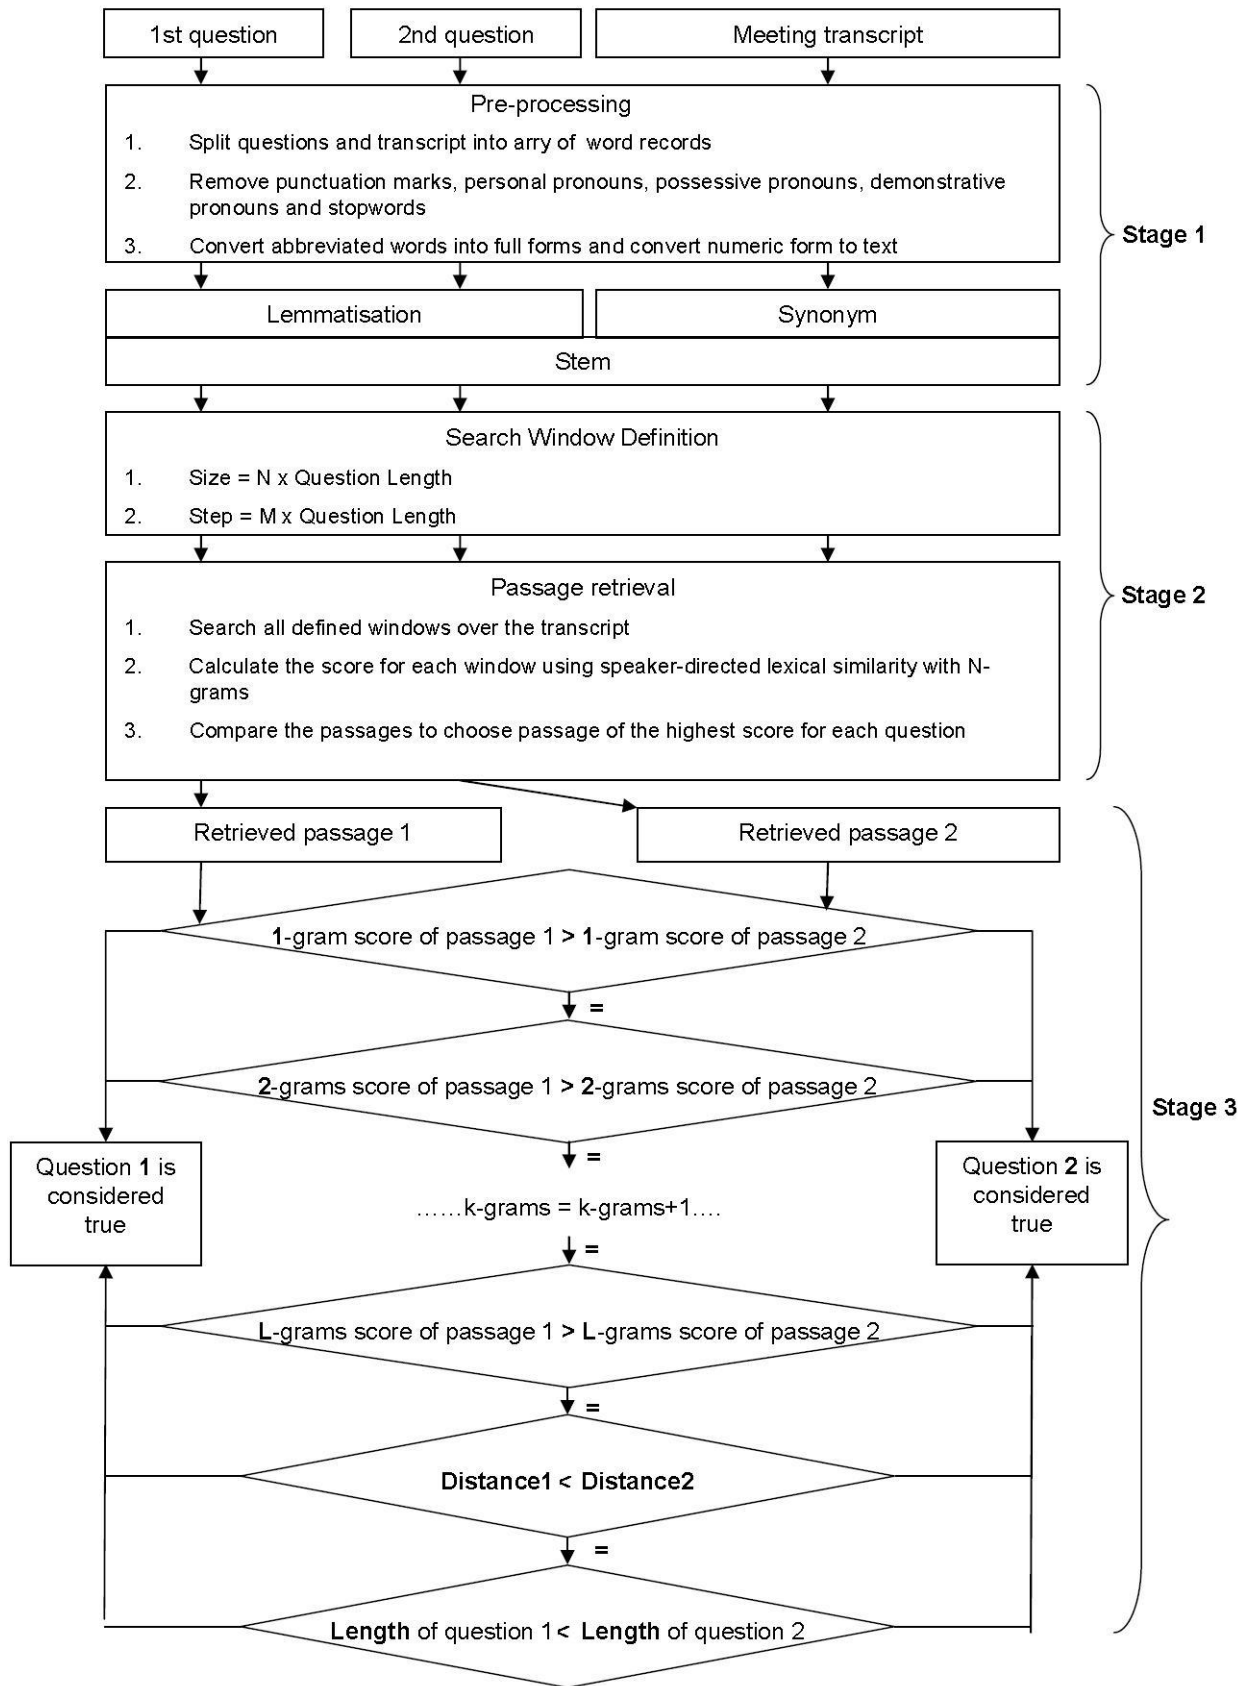 1st question
2nd question
Meeting transcript
Pre-processing
1. Split questions and transcript into arry of word records
2. Remove punctuation marks, personal pronouns, possessive pronouns, demonstrative
pronouns and stopwords
3. Convert abbreviated words into full forms and convert numeric form to text
Stage 1
Lemmatisation
Synonym
Stem
Search Window Definition
1. Size = N x Question Length
2. Step = M x Question Length
Passage retrieval
1. Search all defined windows over the transcript
2. Calculate the score for each window using speaker-directed lexical similarity with N-
grams
3. Compare the passages to choose passage of the highest score for each question
Stage 2
Retrieved passage 1
Retrieved passage 2
1-gram score of passage 1 > 1-gram score of passage 2
=
2-grams score of passage 1 > 2-grams score of passage 2
=
Stage 3
Question 1 is
considered
true
Question 2 is
considered
true
......k-grams = k-grams+1....
=
L-grams score of passage 1 > L-grams score of passage 2
=
Distance1 < Distance2
=
Length of question 1 < Length of question 2